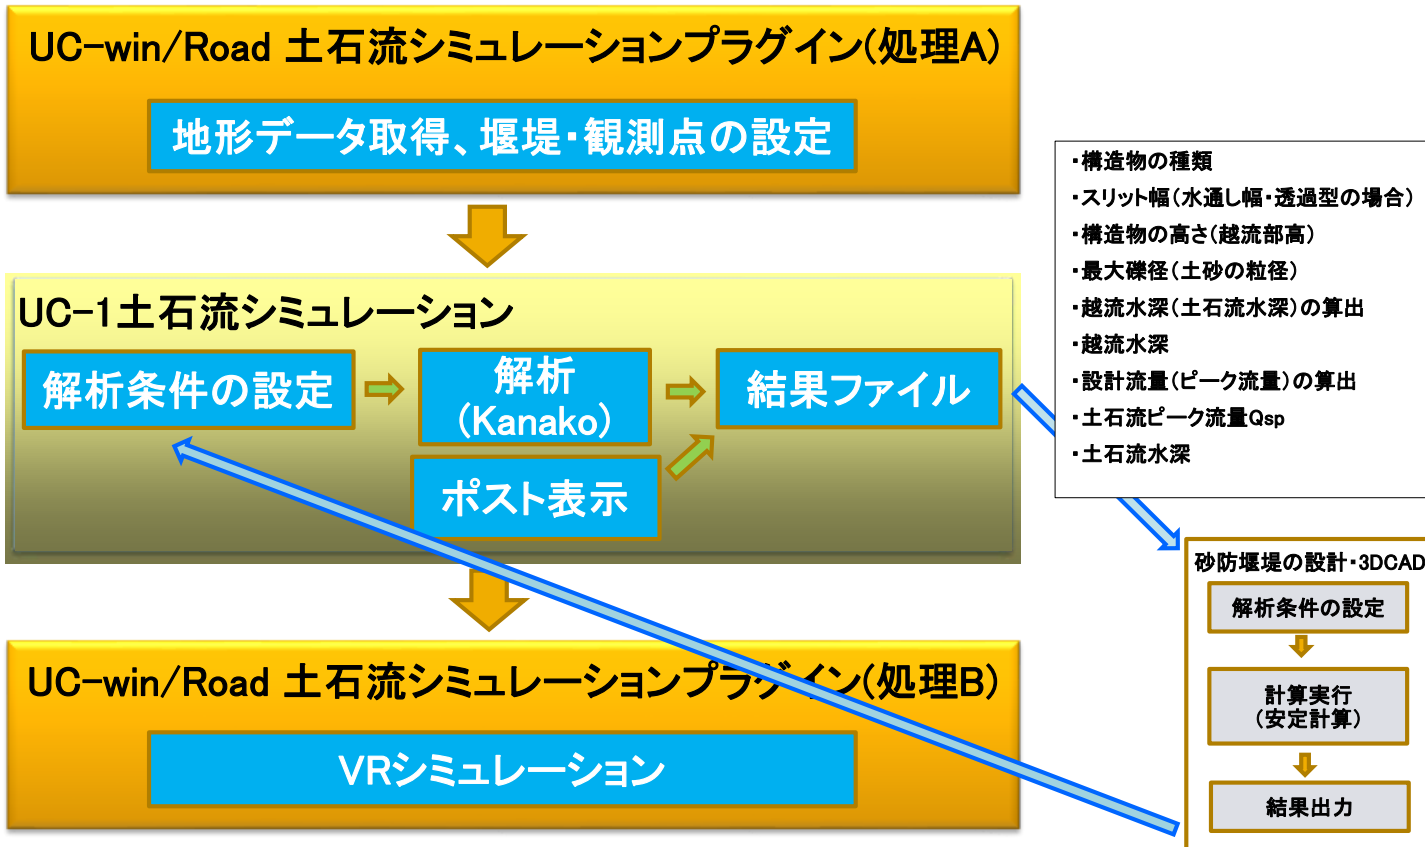 UC-win/Road 土石流シミュレーションプラグイン(処理A)
地形データ取得、堰堤・観測点の設定
UC-1土石流シミュレーション
解析条件の設定
解析
(Kanako)
結果ファイル
ポスト表示
・構造物の種類
・スリット幅(水通し幅・透過型の場合)
・構造物の高さ(越流部高)
・最大礫径(土砂の粒径)
・越流水深(土石流水深)の算出
・越流水深
・設計流量(ピーク流量)の算出
・土石流ピーク流量Qsp
・土石流水深
砂防堰堤の設計・3DCAD
解析条件の設定
計算実行
(安定計算)
結果出力
UC-win/Road 土石流シミュレーションプラグイン(処理B)
VRシミュレーション